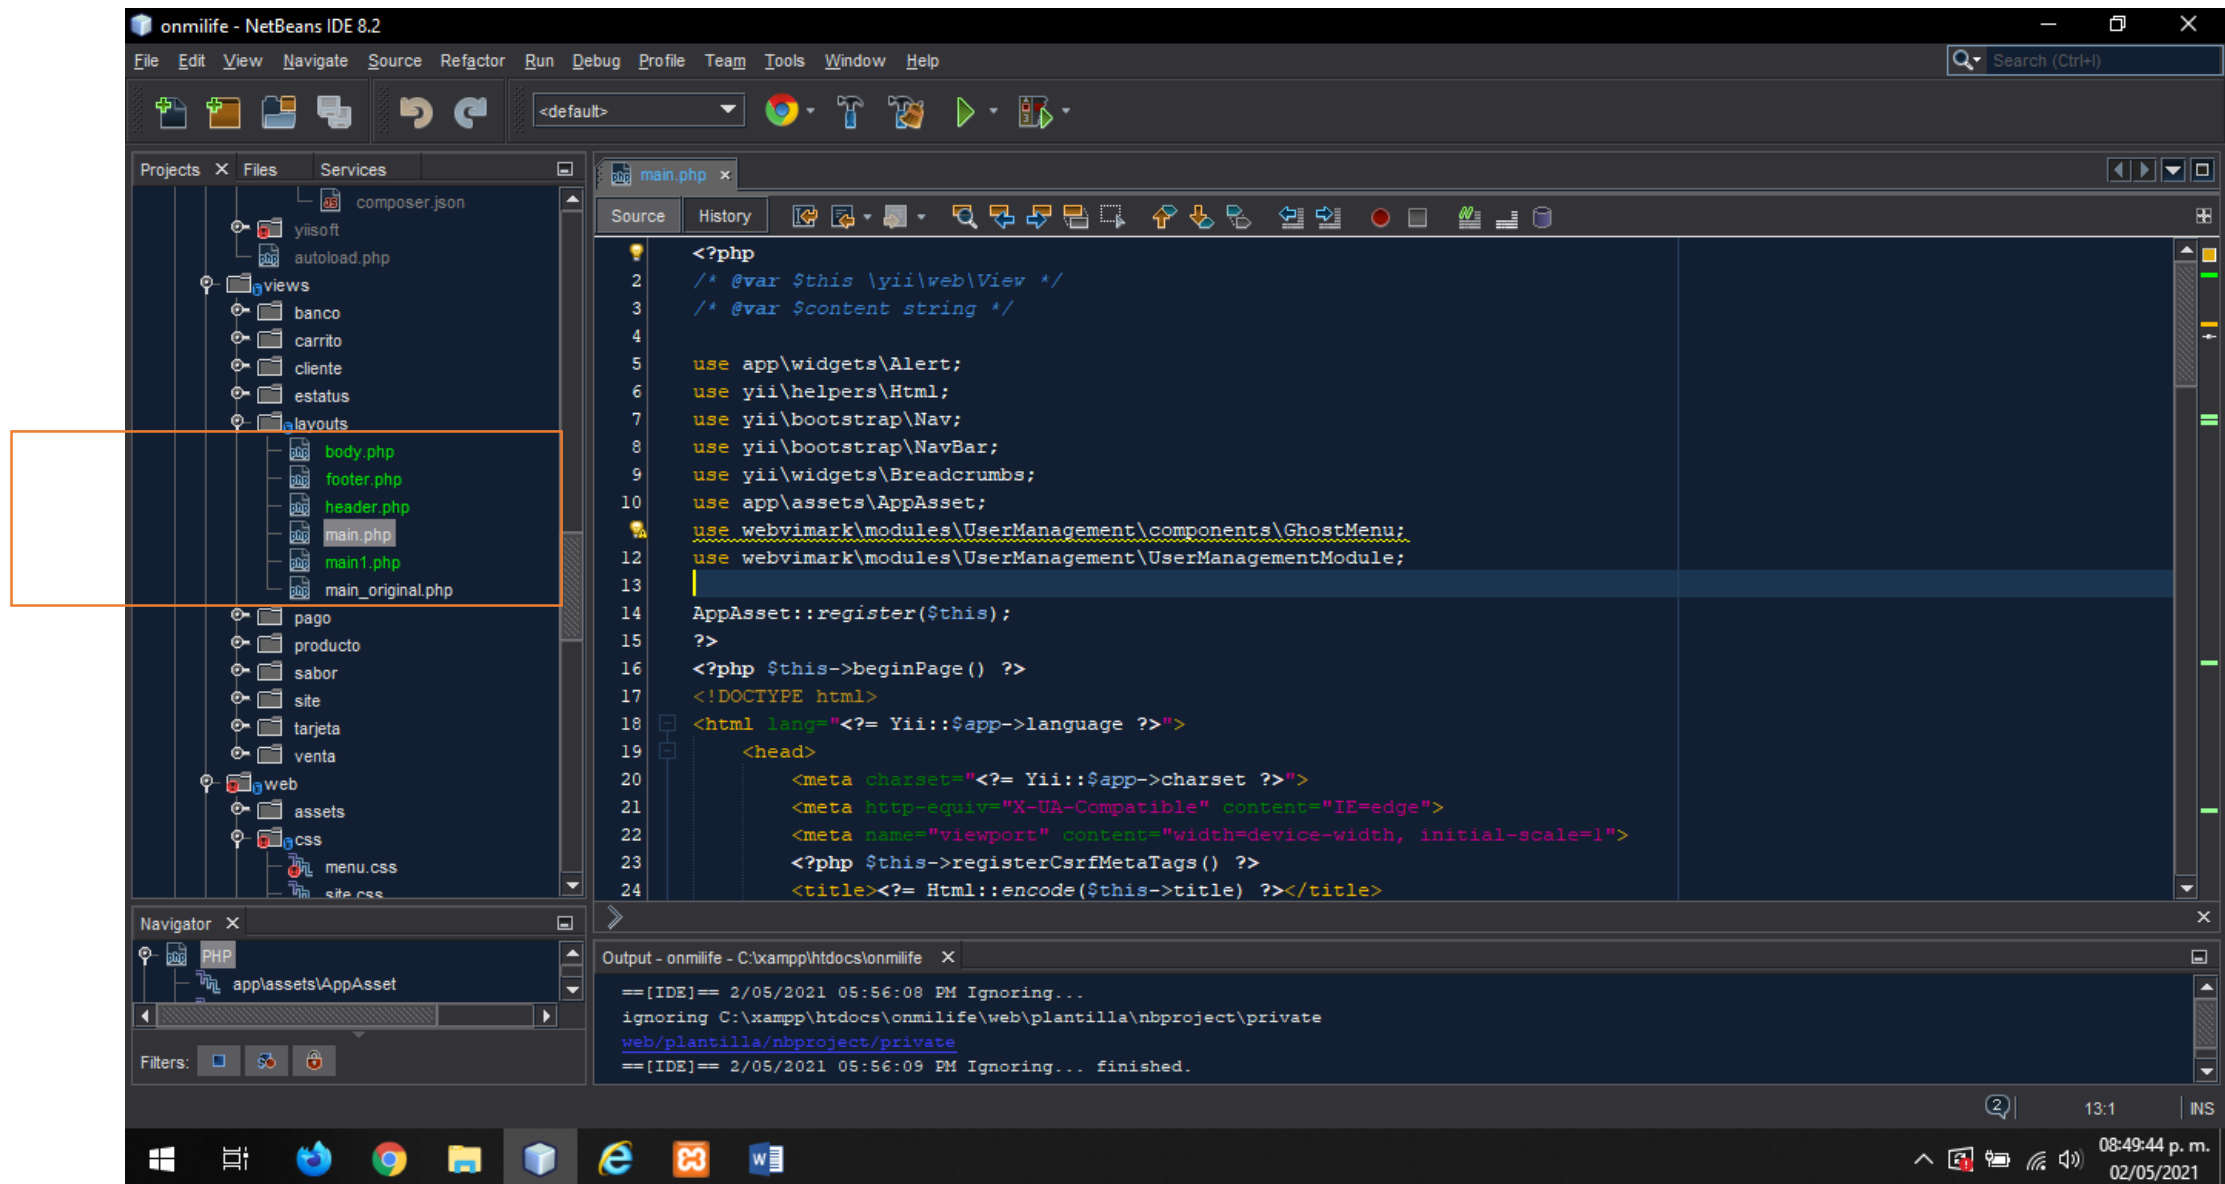 onmilife - NetBeans IDE 8.2
File Edit View Navigate Source Refactor Run Debug Profile Team Tools Window Help
Search (Ctrl+I)
<default>
Projects Files Services
composer.json
yiisoft
autoload.php
views
banco
carrito
cliente
estatus
layouts
body.php
footer.php
header.php
main.php
main1.php
main_original.php
pago
producto
sabor
site
tarjeta
venta
web
assets
css
menu.css
site.css
Navigator
PHP
app\assets\AppAsset
Filters:
main.php
Source History
<?php
2 /* @var $this \yii\web\View */
3 /* @var $content string */
4
5 use app\widgets\Alert;
6 use yii\helpers\Html;
7 use yii\bootstrap\Nav;
8 use yii\bootstrap\NavBar;
9 use yii\widgets\Breadcrumbs;
10 use app\assets\AppAsset;
use webvimark\modules\UserManagement\components\GhostMenu;
12 use webvimark\modules\UserManagement\UserManagementModule;
13
14 AppAsset::register($this);
15 ?>
16 <?php $this->beginPage() ?>
17 <!DOCTYPE html>
18 <html lang="<?= Yii::$app->language ?>">
19 <head>
20 <meta charset="<?= Yii::$app->charset ?>">
21 <meta http-equiv="X-UA-Compatible" content="IE=edge">
22 <meta name="viewport" content="width=device-width, initial-scale=1">
23 <?php $this->registerCsrfMetaTags() ?>
24 <title><?= Html::encode($this->title) ?></title>
Output - onmilife - C:\xampp\htdocs\onmilife
==[IDE]== 2/05/2021 05:56:08 PM Ignoring...
ignoring C:\xampp\htdocs\onmilife\web\plantilla\nbproject\private
web/plantilla/nbproject/private
==[IDE]== 2/05/2021 05:56:09 PM Ignoring... finished.
2 13:1 INS
08:49:44 p. m.
02/05/2021